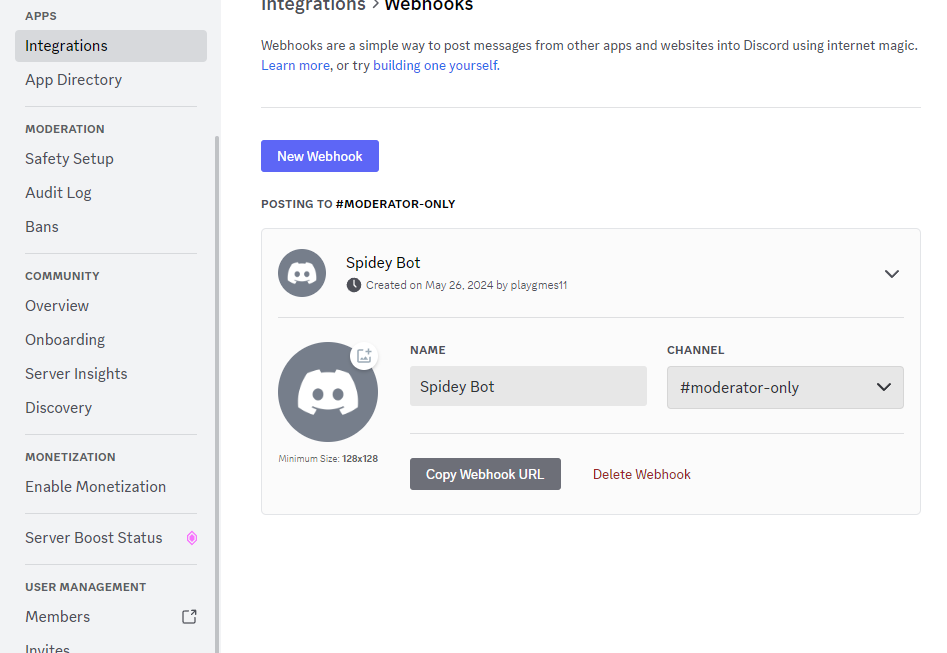 APPS
Integrations
App Directory
MODERATION
Safety Setup
Audit Log
Bans
COMMUNITY
Overview
Onboarding
Server Insights
Discovery
MONETIZATION
Enable Monetization
Server Boost Status
USER MANAGEMENT
Members
Invites
Integrations > Webhooks
Webhooks are a simple way to post messages from other apps and websites into Discord using internet magic.
Learn more, or try building one yourself.
New Webhook
POSTING TO #MODERATOR-ONLY
Spidey Bot
Created on May 26, 2024 by playgmes11
Minimum Size: 128x128
NAME
Spidey Bot
CHANNEL
#moderator-only
Copy Webhook URL
Delete Webhook